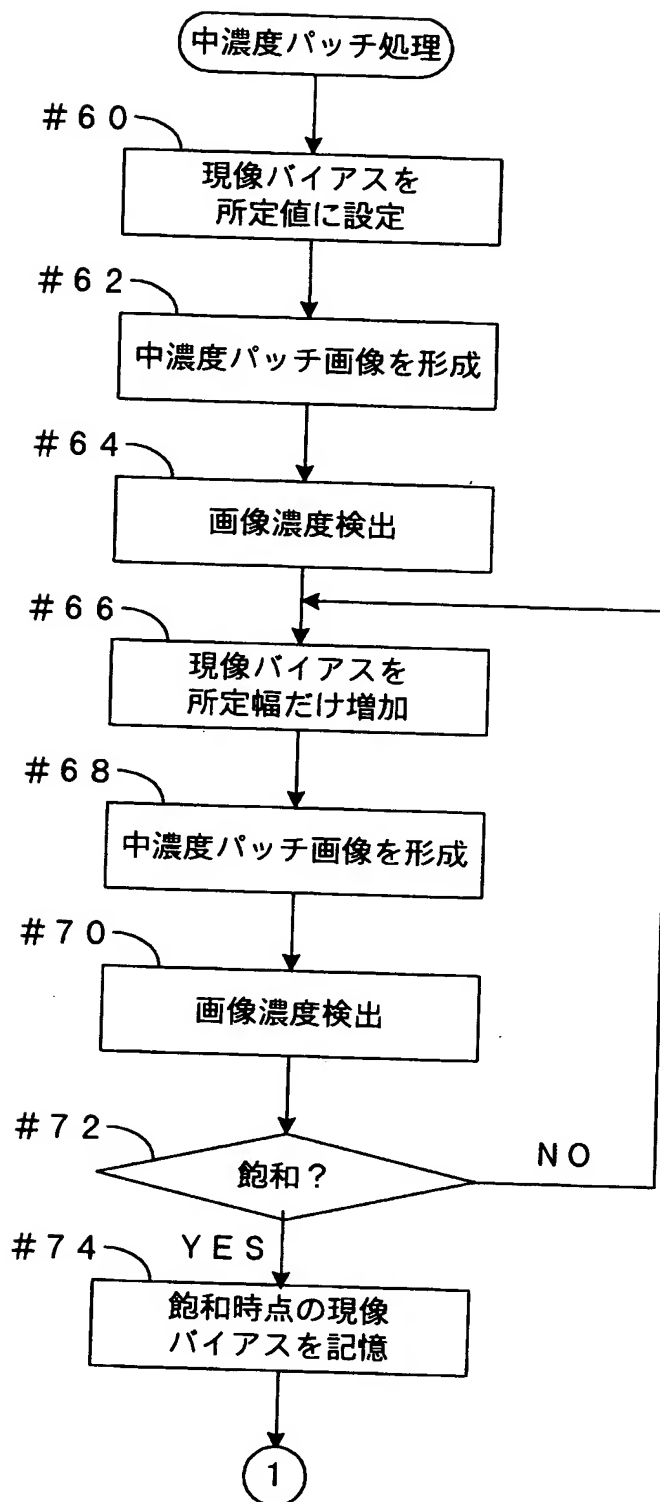 中濃度パッチ処理
#60
現像バイアスを
所定値に設定
#62
中濃度パッチ画像を形成
#64
画像濃度検出
#66
現像バイアスを
所定幅だけ増加
#68
中濃度パッチ画像を形成
#70
画像濃度検出
#72
飽和?
NO
#74
YES
飽和時点の現像
バイアスを記憶
1